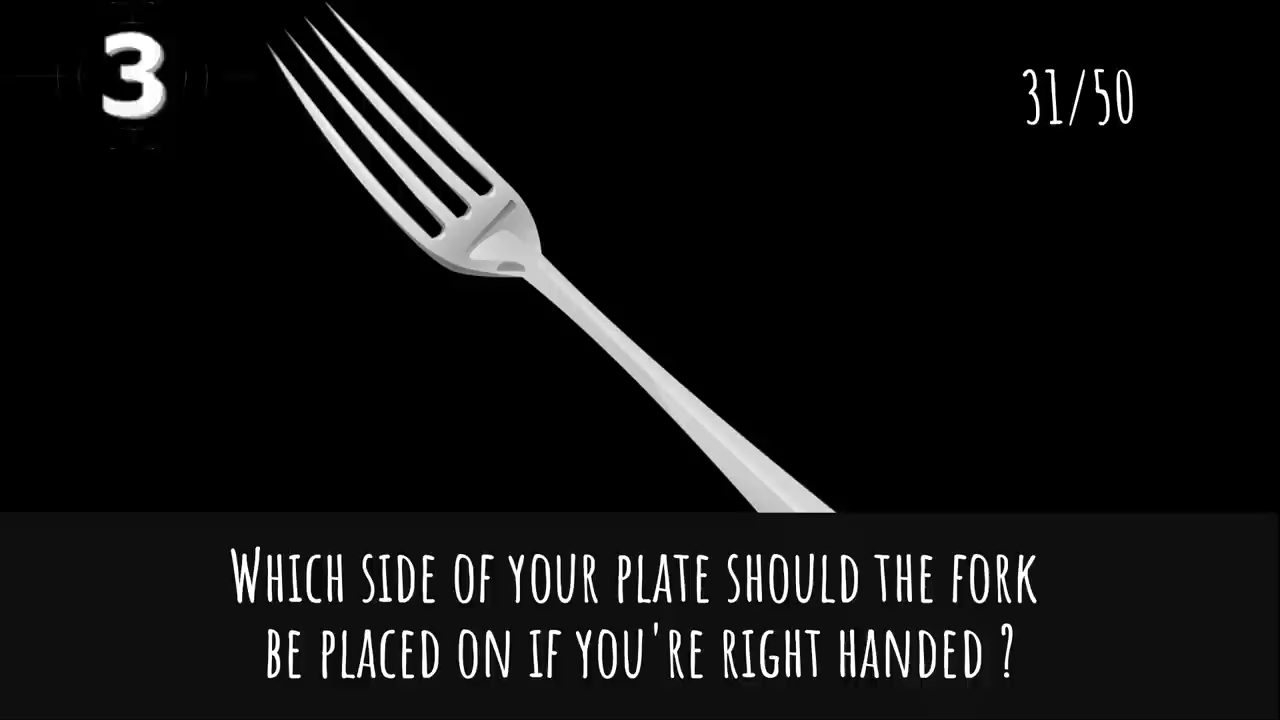 3
31/50
Which side of your plate should the fork
be placed on if you're right handed ?